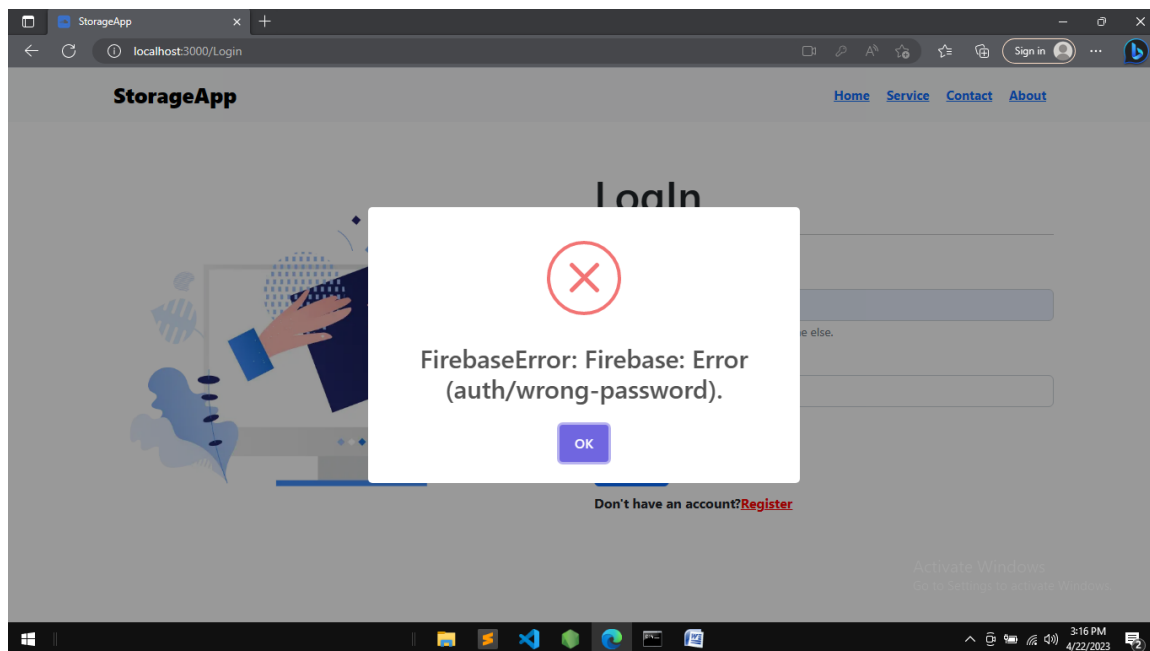 StorageApp
localhost:3000/Login
Sign in
StorageApp
Home Service Contact About
LogIn
e else.
FirebaseError: Firebase: Error
(auth/wrong-password).
OK
Don't have an account?Register
Activate Windows
Go to Settings to activate Windows.
3:16 PM
4/22/2023
2